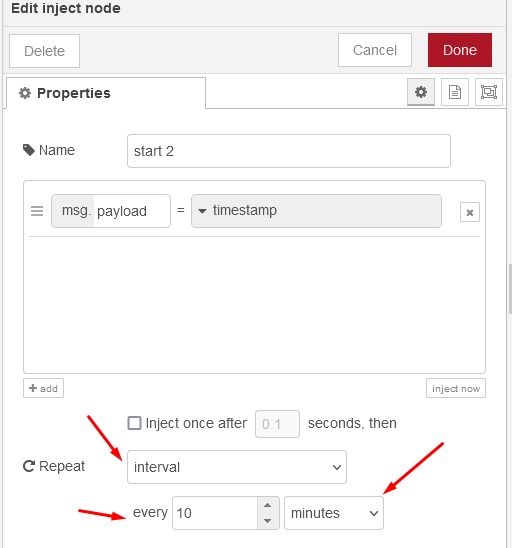 Edit inject node
Delete Cancel Done
Properties
Name start 2
msg. payload = timestamp
add inject now
Inject once after 0.1 seconds, then
Repeat interval
every 10 minutes